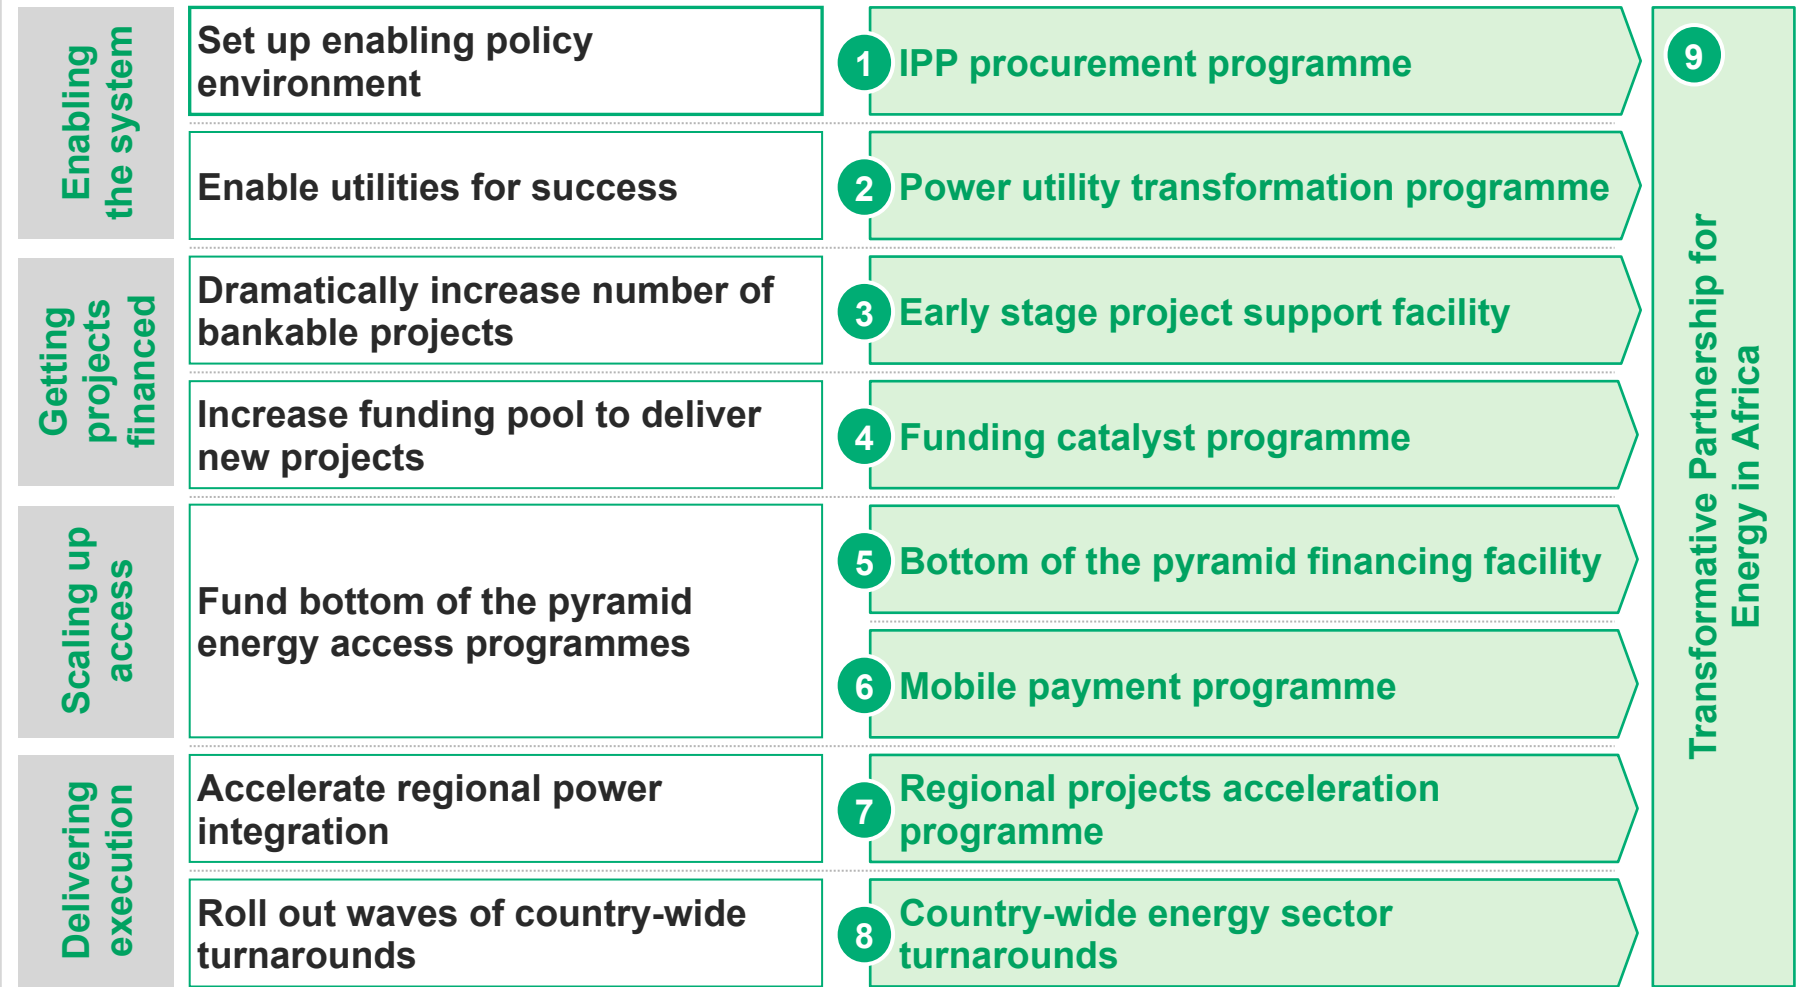 Enabling
the system
Set up enabling policy
environment
1
IPP procurement programme
Enable utilities for success
2
Power utility transformation programme
Getting
projects
financed
Dramatically increase number of
bankable projects
3
Early stage project support facility
Increase funding pool to deliver
new projects
4
Funding catalyst programme
Scaling up
access
Fund bottom of the pyramid
energy access programmes
5
Bottom of the pyramid financing facility
6
Mobile payment programme
Delivering
execution
Accelerate regional power
integration
7
Regional projects acceleration
programme
Roll out waves of country-wide
turnarounds
8
Country-wide energy sector
turnarounds
9
Transformative Partnership for
Energy in Africa